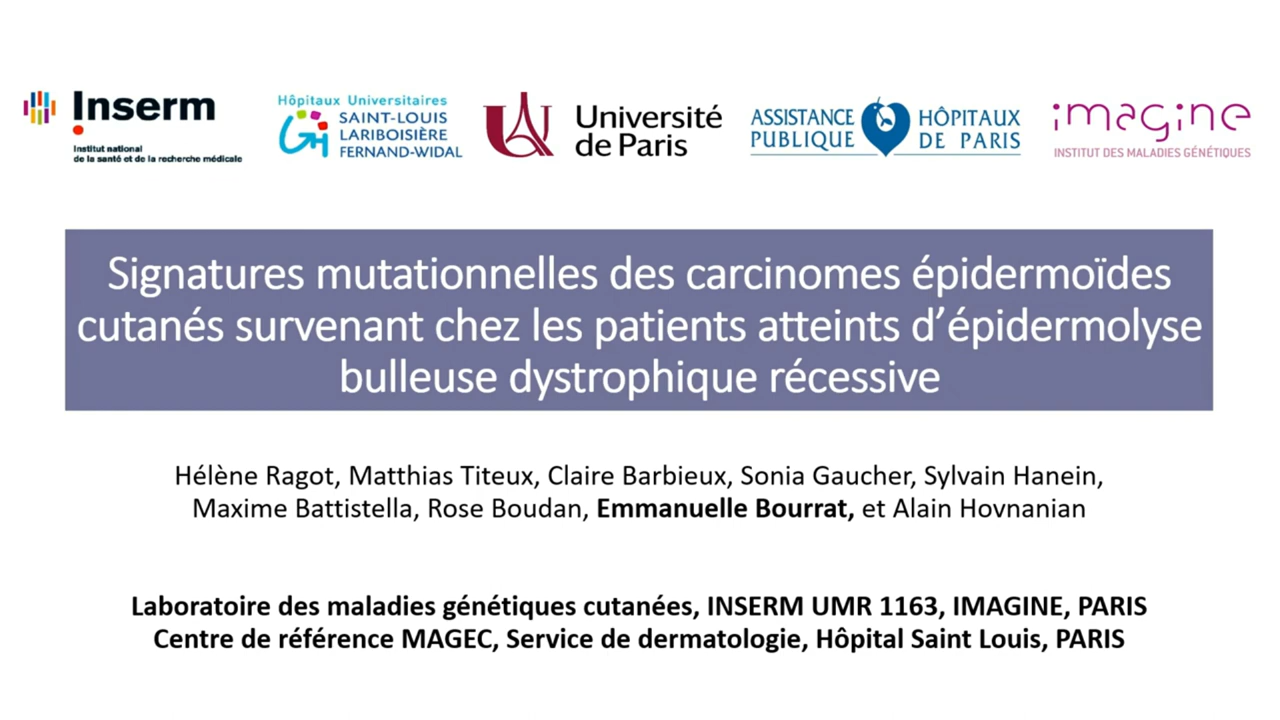 Inserm
Institut national
de la santé et de la recherche médicale
Hôpitaux Universitaires
SAINT-LOUIS
LARIBOISIÈRE
FERNAND-WIDAL
Université
de Paris
ASSISTANCE
PUBLIQUE
HÔPITAUX
DE PARIS
imagine
INSTITUT DES MALADIES GÉNÉTIQUES
Signatures mutationnelles des carcinomes épidermoïdes
cutanés survenant chez les patients atteints d’épidermolyse
bulleuse dystrophique récessive
Hélène Ragot, Matthias Titeux, Claire Barbieux, Sonia Gaucher, Sylvain Hanein,
Maxime Battistella, Rose Boudan, Emmanuelle Bourrat, et Alain Hovnanian
Laboratoire des maladies génétiques cutanées, INSERM UMR 1163, IMAGINE, PARIS
Centre de référence MAGEC, Service de dermatologie, Hôpital Saint Louis, PARIS